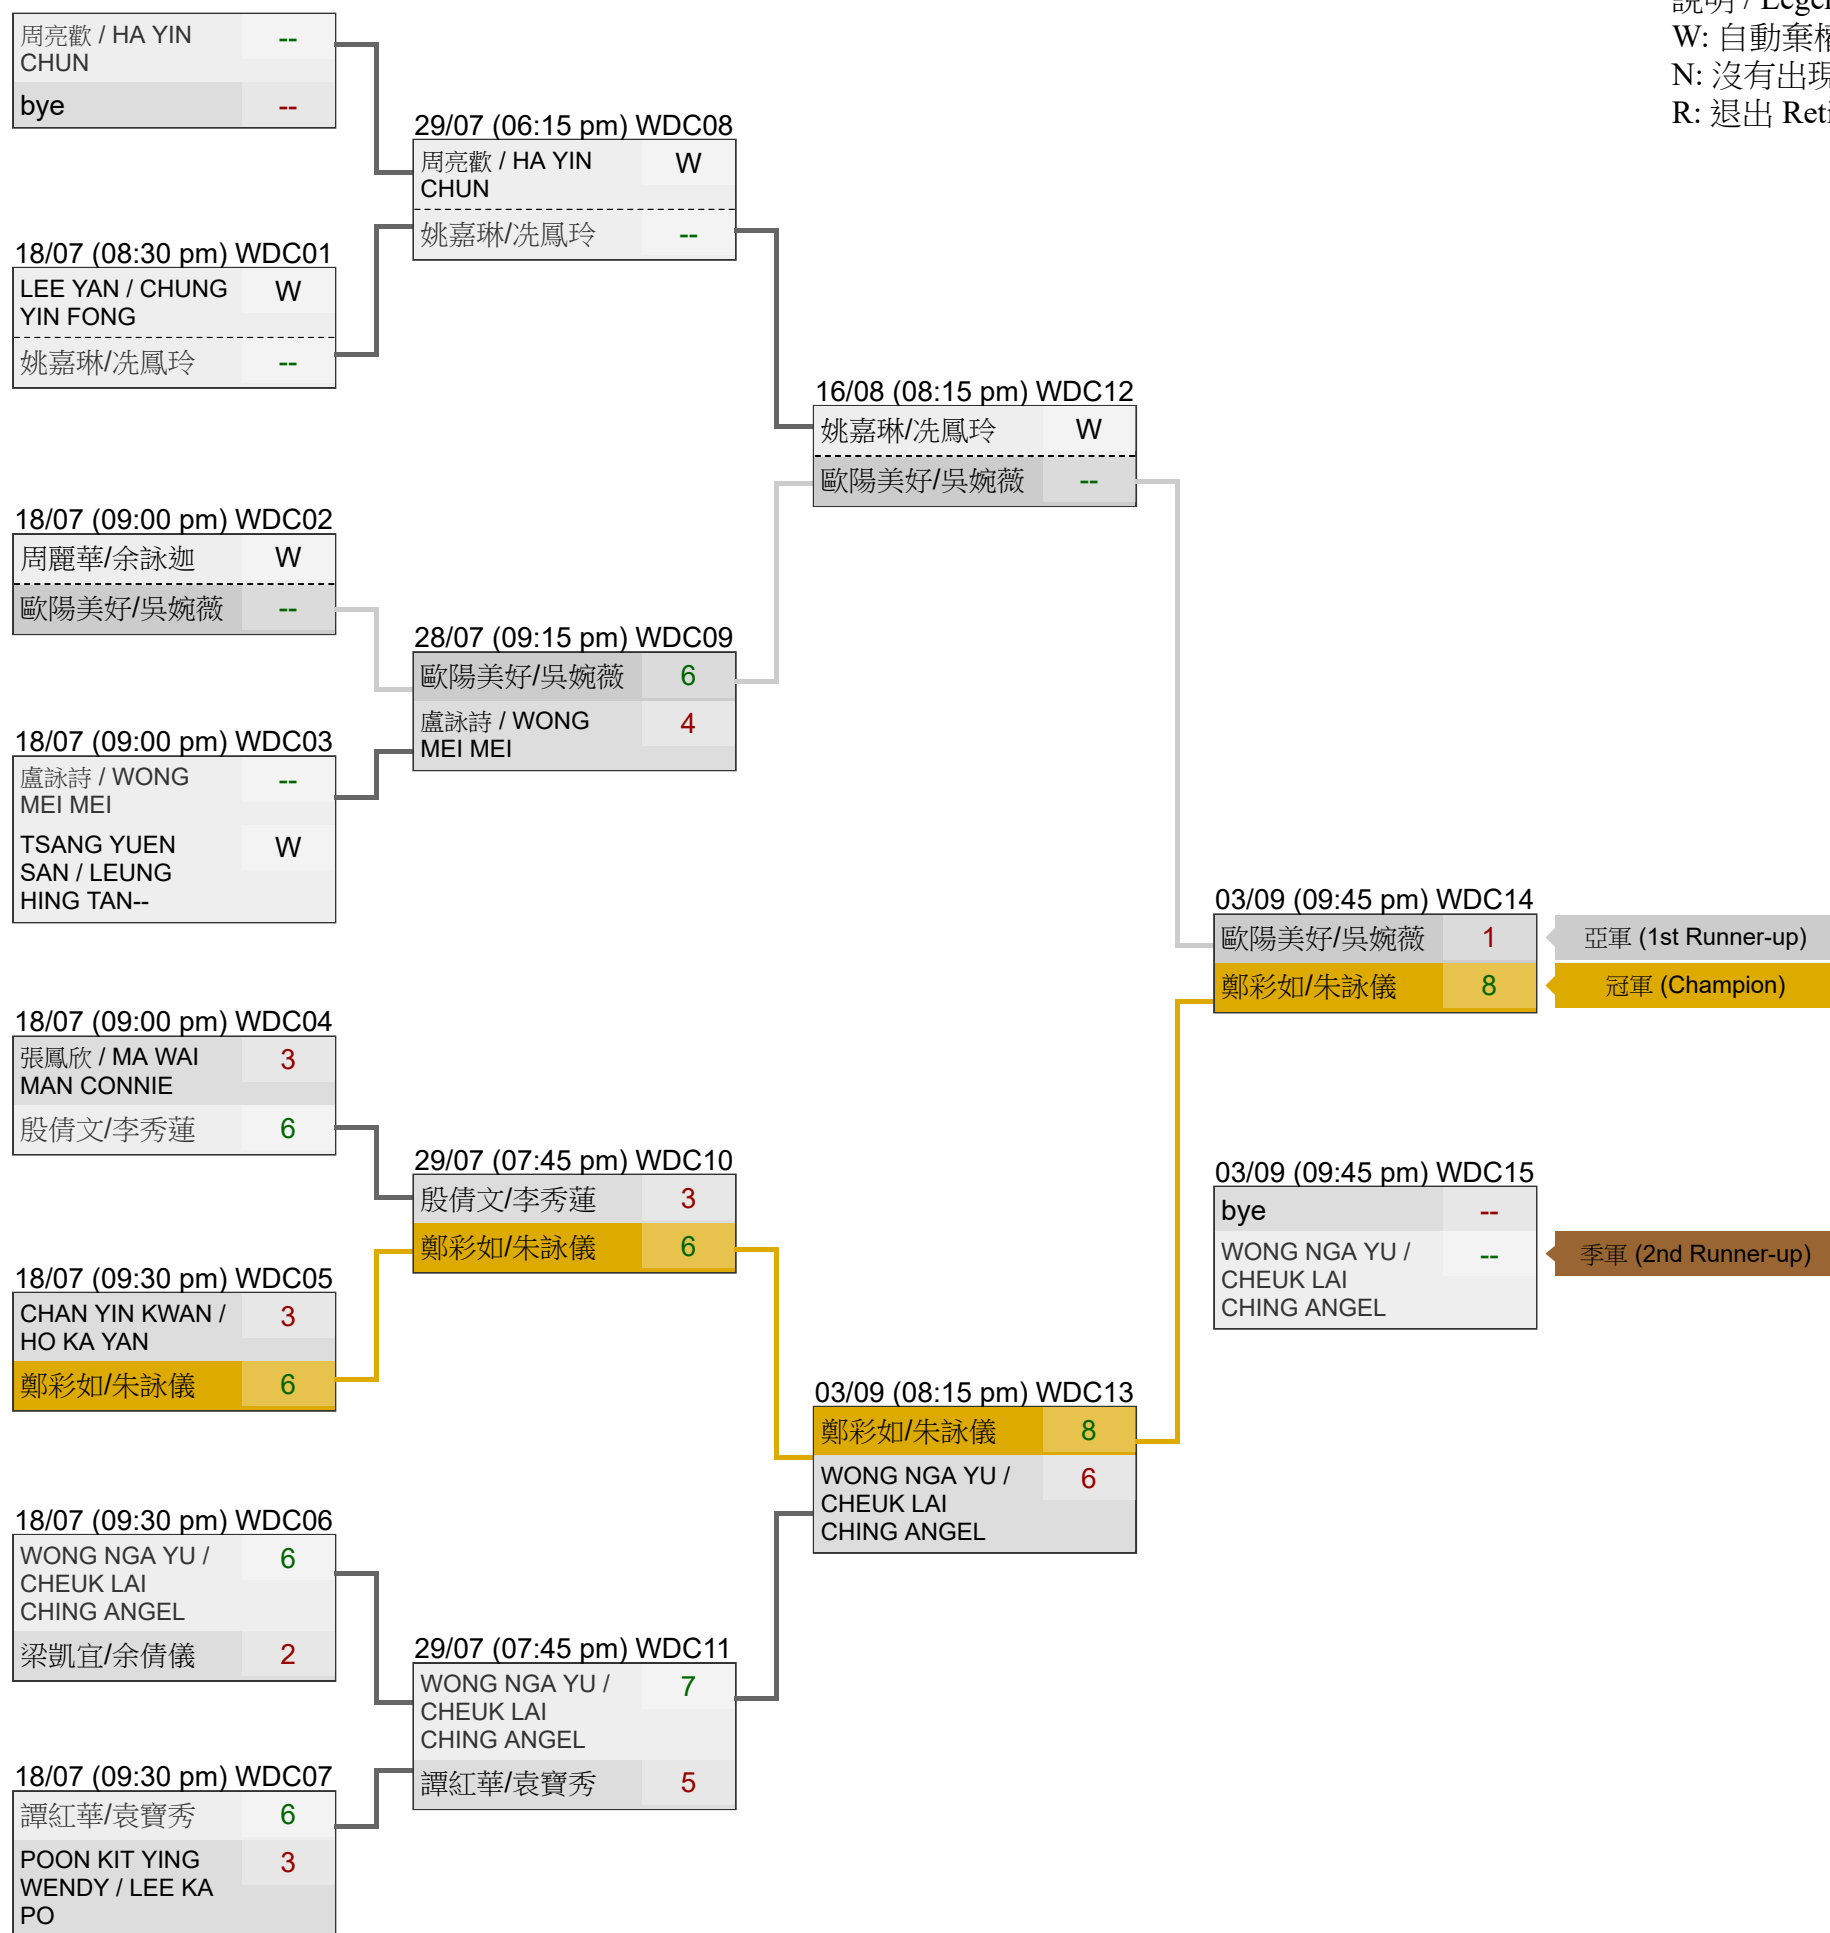 周亮歡 / HA YIN --
CHUN
bye --
18/07 (08:30 pm) WDC01
LEE YAN / CHUNG W
YIN FONG
姚嘉琳/冼鳳玲 --
18/07 (09:00 pm) WDC02
周麗華/余詠迦 W
歐陽美好/吳婉薇 --
18/07 (09:00 pm) WDC03
盧詠詩 / WONG --
MEI MEI
TSANG YUEN W
SAN / LEUNG
HING TAN--
18/07 (09:00 pm) WDC04
張鳳欣 / MA WAI 3
MAN CONNIE
殷倩文/李秀蓮 6
18/07 (09:30 pm) WDC05
CHAN YIN KWAN / 3
HO KA YAN
鄭彩如/朱詠儀 6
18/07 (09:30 pm) WDC06
WONG NGA YU / 6
CHEUK LAI
CHING ANGEL
梁凱宜/余倩儀 2
18/07 (09:30 pm) WDC07
譚紅華/袁寶秀 6
POON KIT YING 3
WENDY / LEE KA
PO
29/07 (06:15 pm) WDC08
周亮歡 / HA YIN W
CHUN
姚嘉琳/冼鳳玲 --
28/07 (09:15 pm) WDC09
歐陽美好/吳婉薇 6
盧詠詩 / WONG 4
MEI MEI
29/07 (07:45 pm) WDC10
殷倩文/李秀蓮 3
鄭彩如/朱詠儀 6
29/07 (07:45 pm) WDC11
WONG NGA YU / 7
CHEUK LAI
CHING ANGEL
譚紅華/袁寶秀 5
16/08 (08:15 pm) WDC12
姚嘉琳/冼鳳玲 W
歐陽美好/吳婉薇 --
03/09 (08:15 pm) WDC13
鄭彩如/朱詠儀 8
WONG NGA YU / 6
CHEUK LAI
CHING ANGEL
03/09 (09:45 pm) WDC14
歐陽美好/吳婉薇 1 亞軍 (1st Runner-up)
鄭彩如/朱詠儀 8 冠軍 (Champion)
03/09 (09:45 pm) WDC15
bye --
WONG NGA YU / -- 季軍 (2nd Runner-up)
CHEUK LAI
CHING ANGEL
說明 /
W: 自動棄
N: 沒有出現
R: 退出